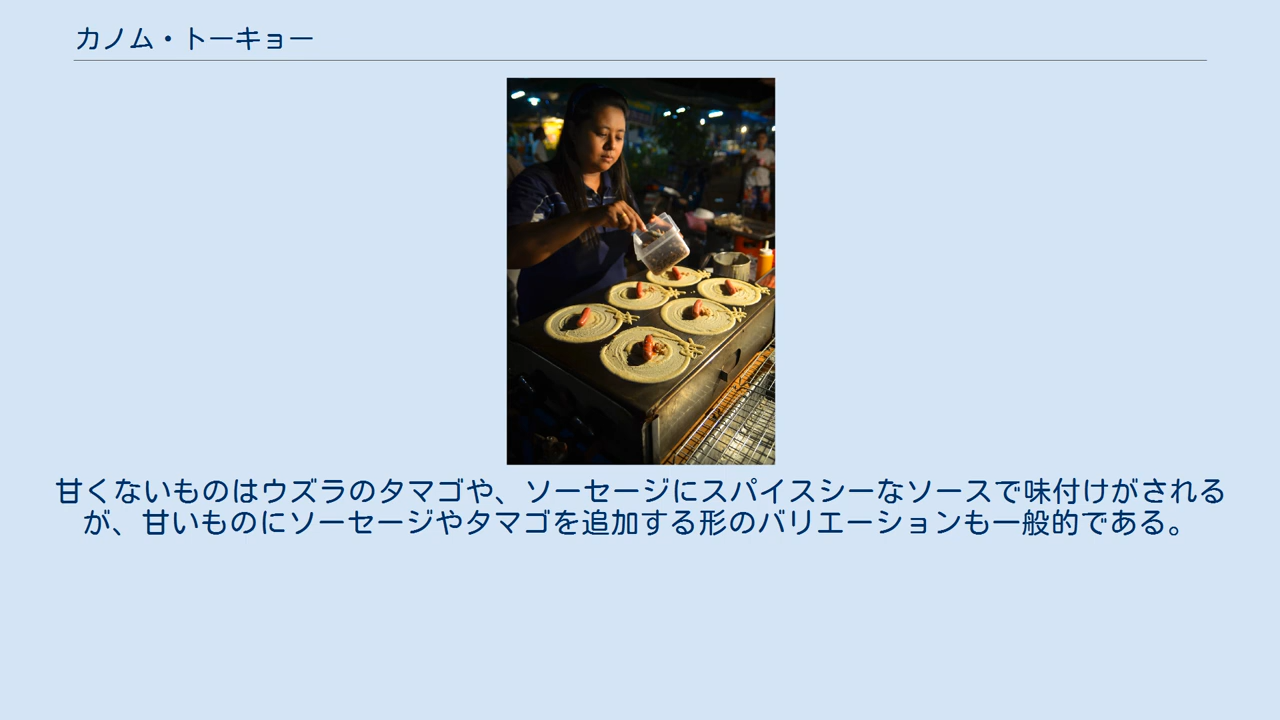 カノム・トーキョー
甘くないものはウズラのタマゴや、ソーセージにスパイスシーなソースで味付けがされる
が、甘いものにソーセージやタマゴを追加する形のバリエーションも一般的である。